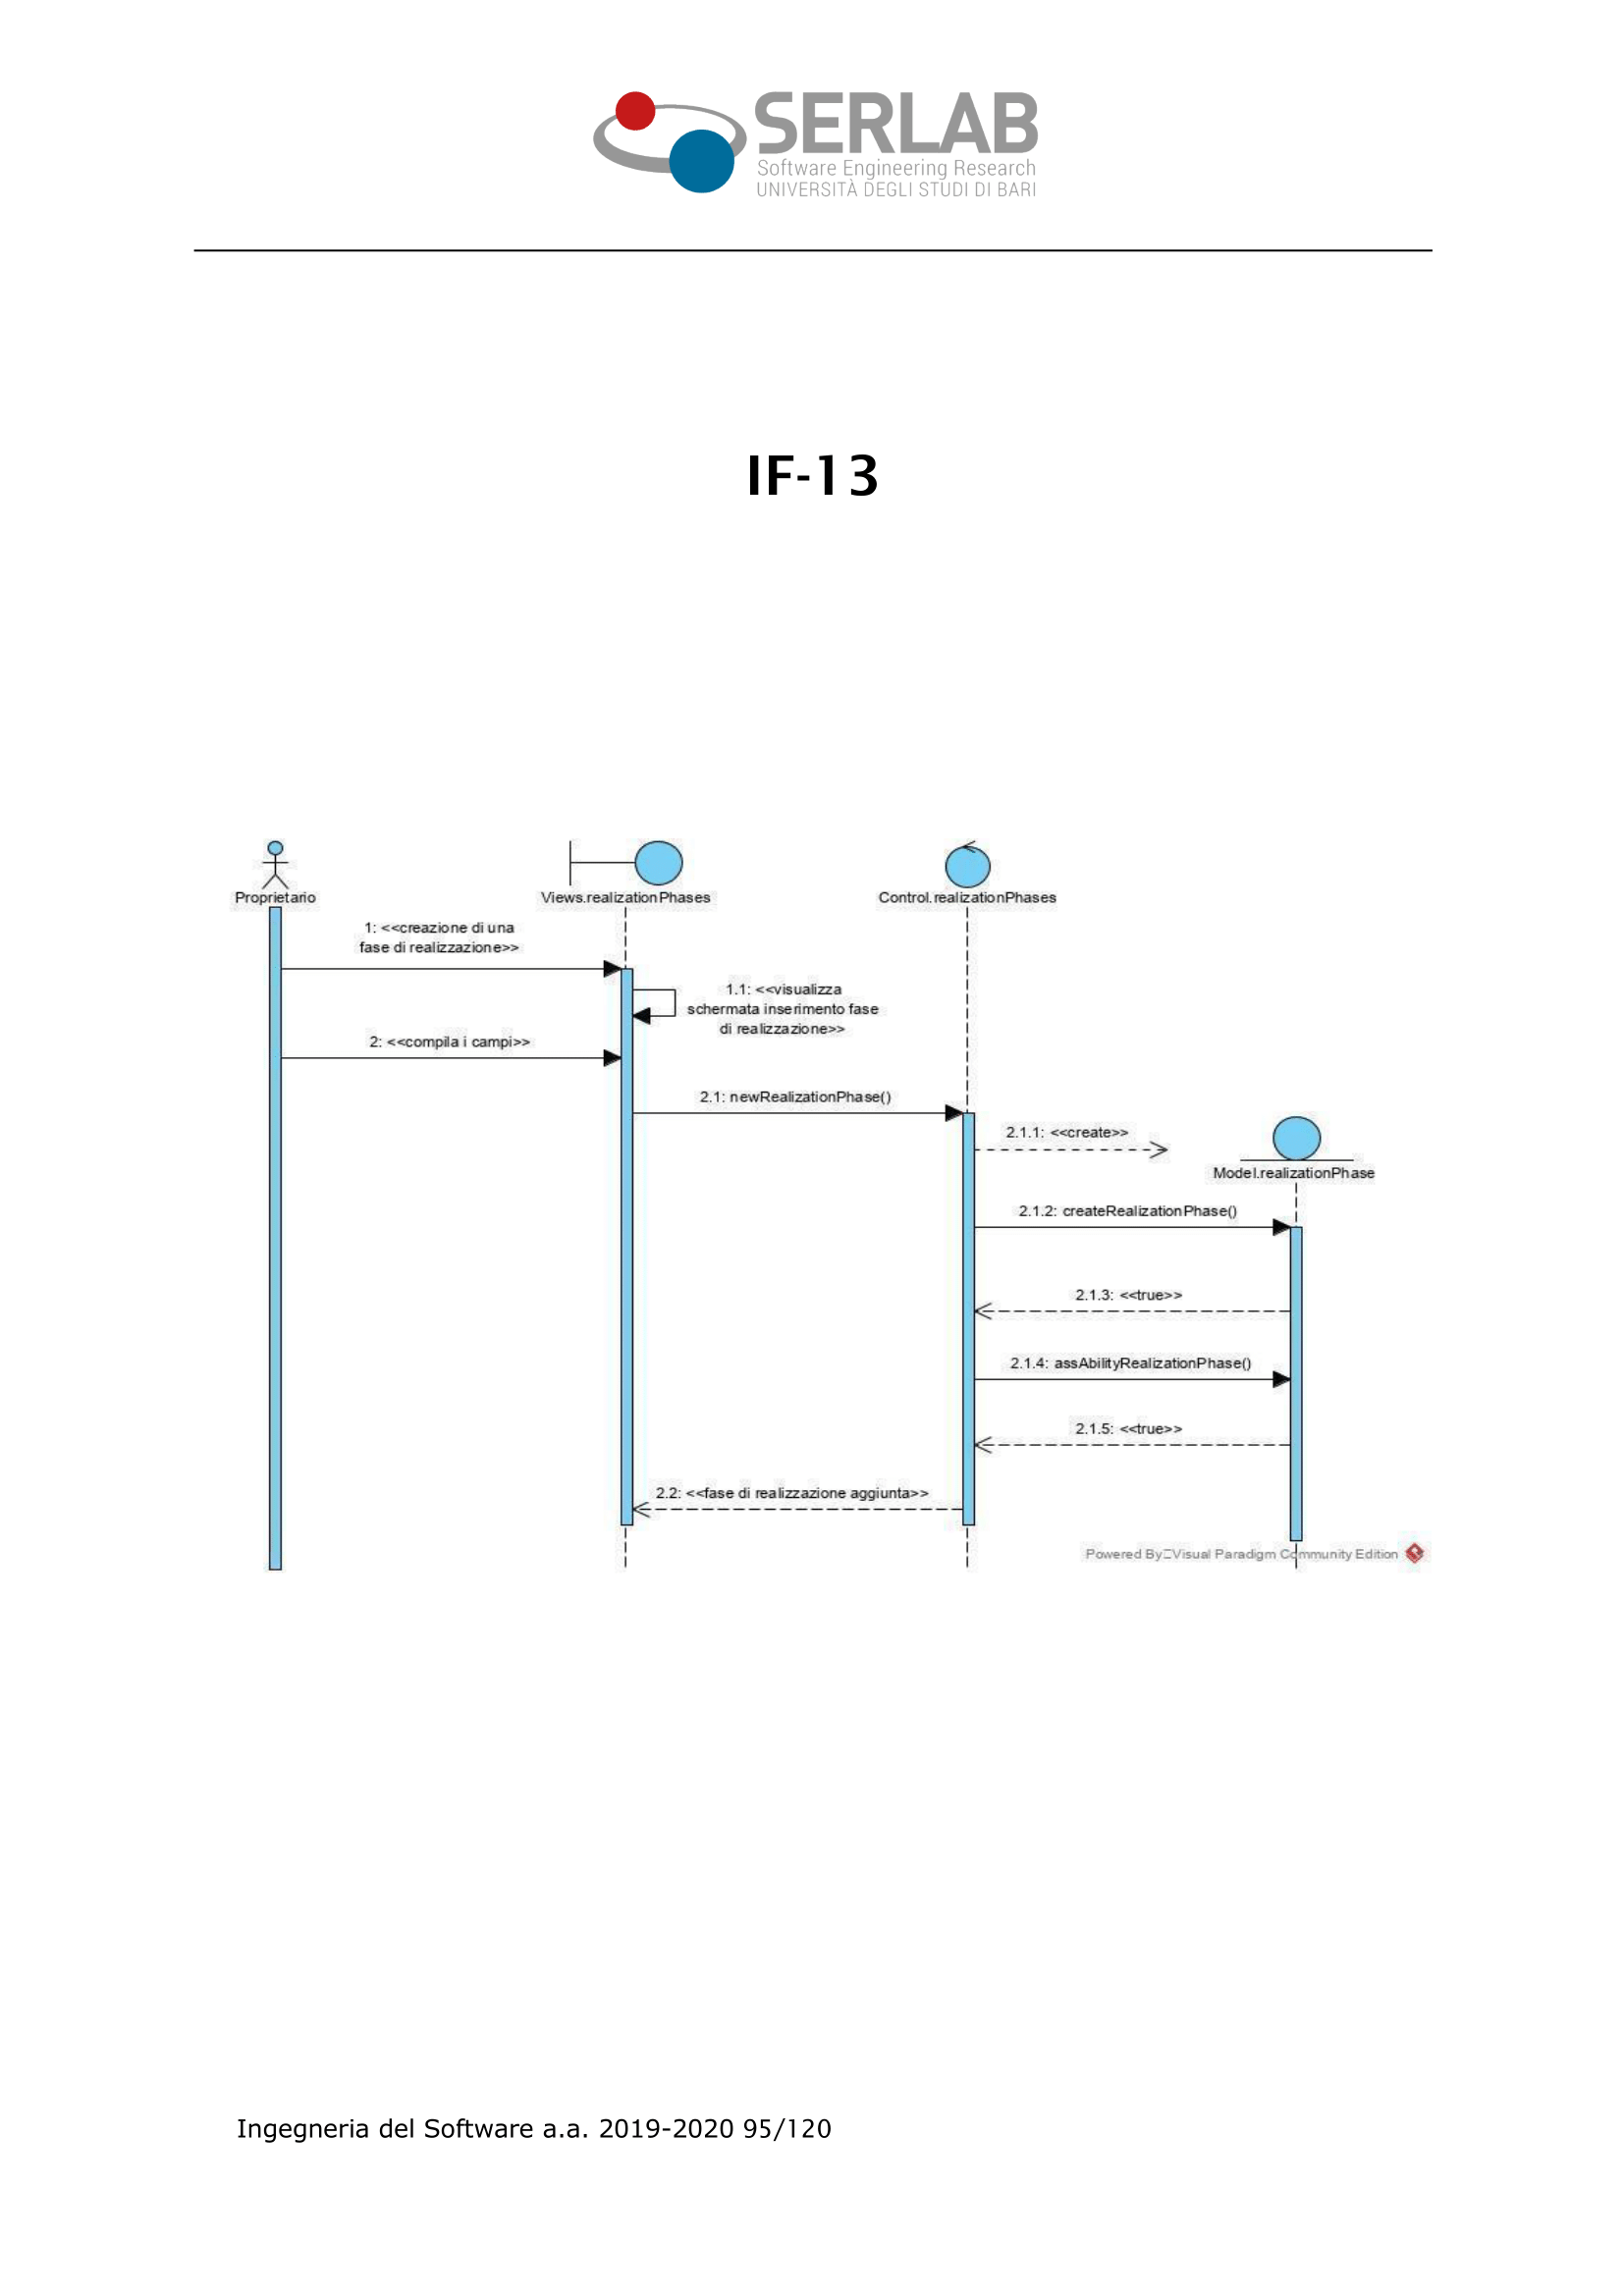 SERLAB
Software Engineering Research
UNIVERSITÀ DEGLI STUDI DI BARI
IF-13
Proprietario
Views.realizationPhases
Control.realizationPhases
1: <<creazione di una
fase di realizzazione>>
1.1: <<visualizza
schermata inserimento fase
di realizzazione>>
2: <<compila i campi>>
2.1: newRealizationPhase()
2.1.1: <<create>>
Model.realizationPhase
2.1.2: createRealizationPhase()
2.1.3: <<true>>
2.1.4: assAbilityRealizationPhase()
2.1.5: <<true>>
2.2: <<fase di realizzazione aggiunta>>
Powered By Visual Paradigm Community Edition
Ingegneria del Software a.a. 2019-2020 95/120